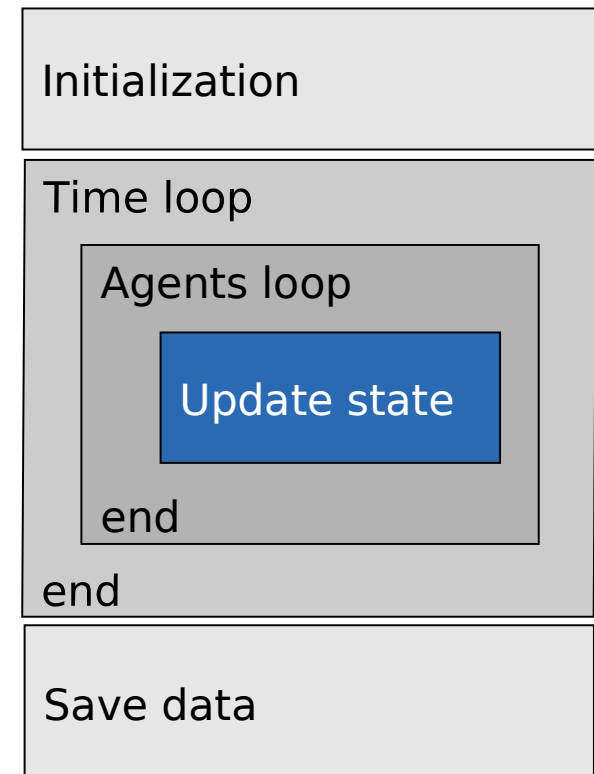 Initialization
Time loop
Agents loop
Update state
end
end
Save data